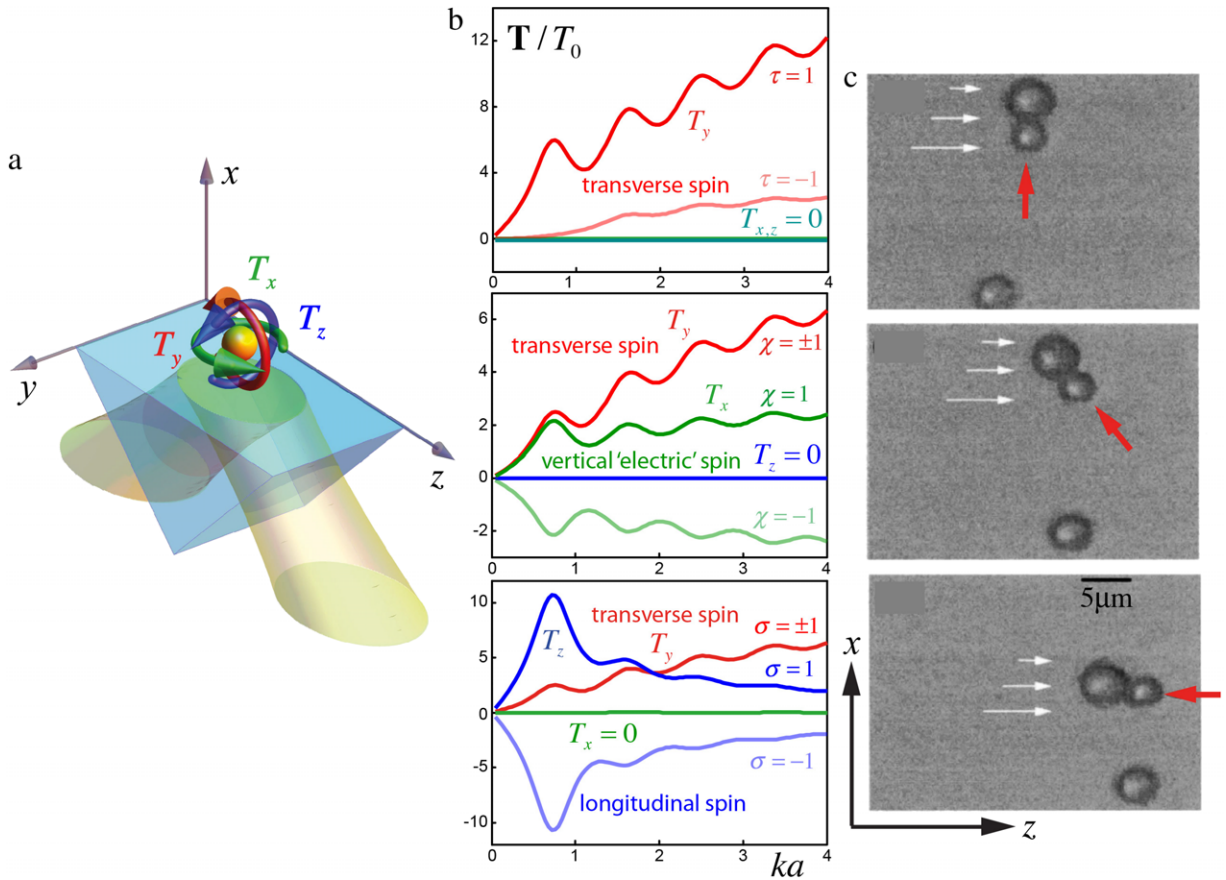 a
x
y
z
T_x
T_y
T_z
b
T / T_0
12
8
4
0
0
1
2
3
4
τ = 1
T_y
transverse spin
τ = −1
T_{x,z} = 0
6
4
2
0
-2
0
1
2
3
4
T_y
transverse spin
χ = ±1
T_x
χ = 1
vertical ‘electric’ spin
T_z = 0
χ = −1
10
5
0
-5
-10
0
1
2
3
4
transverse spin
σ = ±1
T_z
T_y
σ = 1
T_x = 0
σ = −1
longitudinal spin
ka
c
5μm
x
z